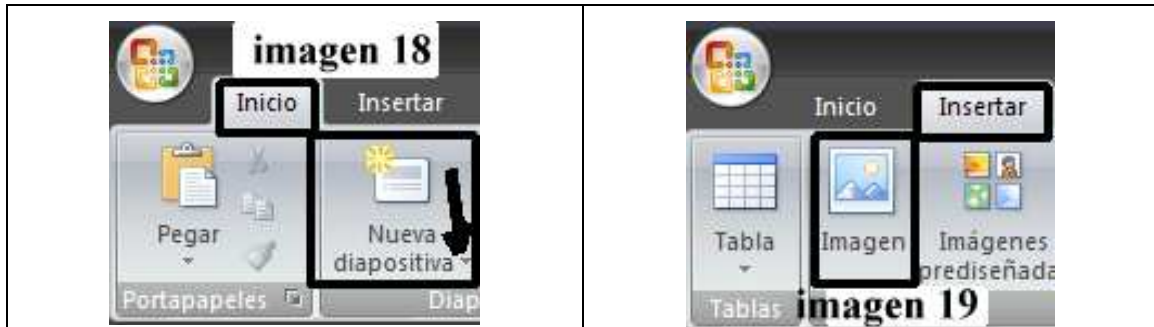 imagen 18
Inicio Insertar
Pegar
Nueva
diapositiva
Portapapeles
Diap
Inicio Insertar
Tabla
Imagen
Imágenes
prediseñada
Tablas
imagen 19